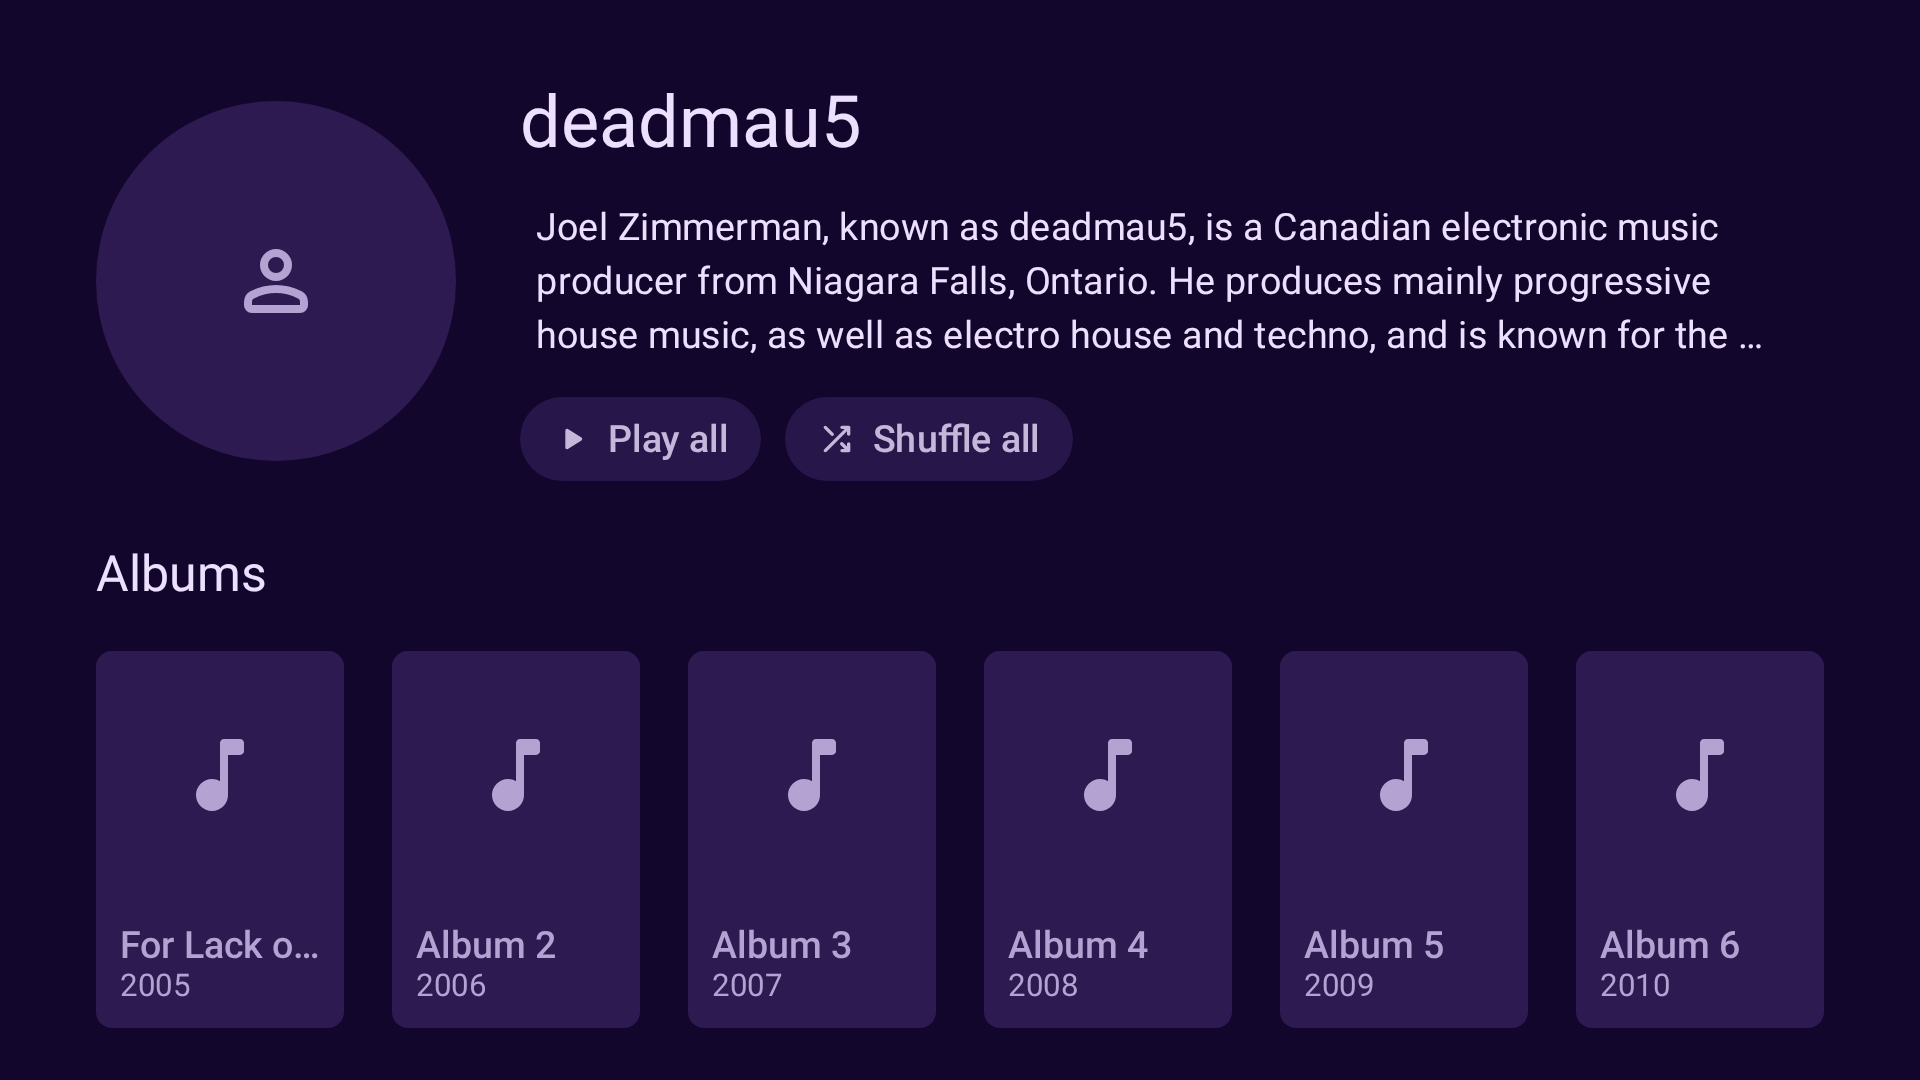 deadmau5
Joel Zimmerman, known as deadmau5, is a Canadian electronic music
producer from Niagara Falls, Ontario. He produces mainly progressive
house music, as well as electro house and techno, and is known for the …
Play all
Shuffle all
Albums
For Lack o…
2005
Album 2
2006
Album 3
2007
Album 4
2008
Album 5
2009
Album 6
2010